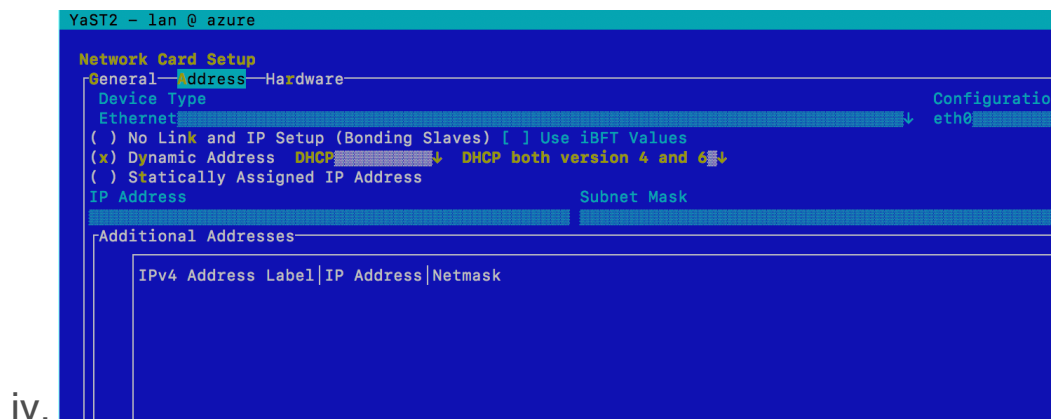 YaST2 - lan @ azure
Network Card Setup
General Address Hardware
Device Type Configuratio
Ethernet eth0
( ) No Link and IP Setup (Bonding Slaves) [ ] Use iBFT Values
(x) Dynamic Address DHCP↓ DHCP both version 4 and 6↓
( ) Statically Assigned IP Address
IP Address Subnet Mask
Additional Addresses
IPv4 Address Label|IP Address|Netmask
iv.